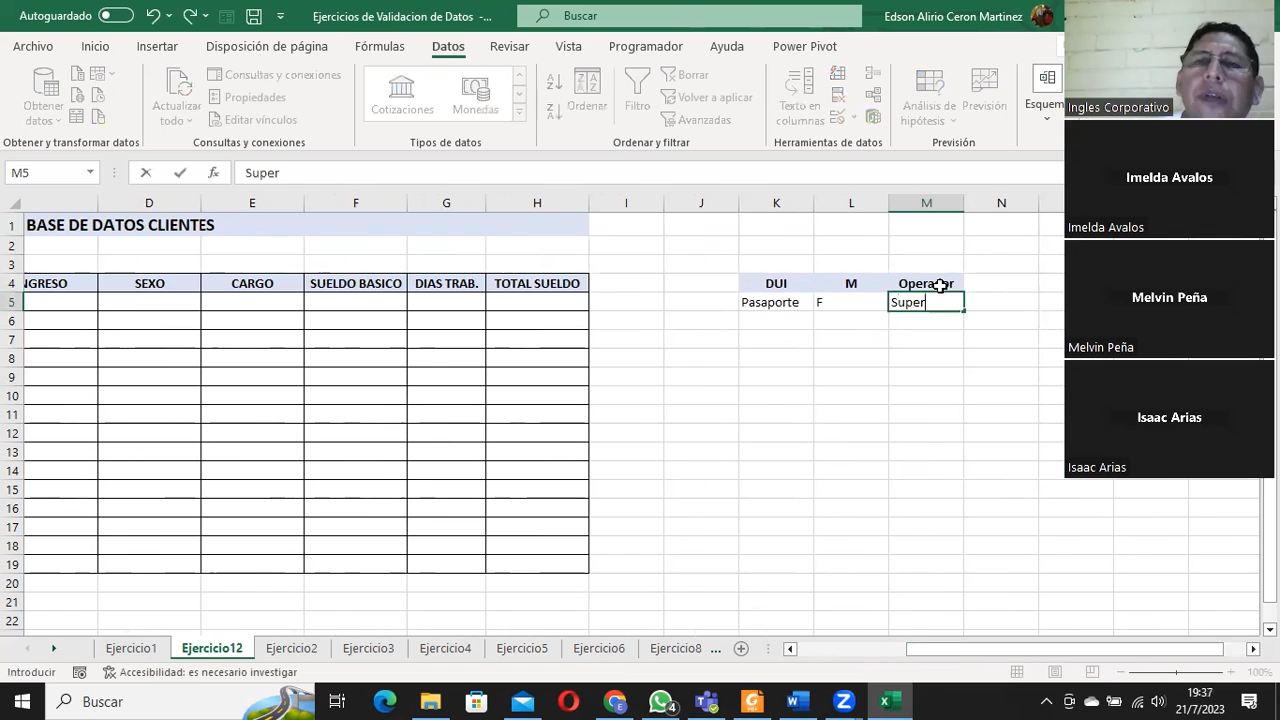 Autoguardado
Ejercicios de Validacion de Datos -...
Buscar
Edson Alirio Ceron Martinez
Archivo Inicio Insertar Disposición de página Fórmulas Datos Revisar Vista Programador Ayuda Power Pivot
Obtener datos
Actualizar todo
Consultas y conexiones
Propiedades
Editar vínculos
Cotizaciones
Monedas
Ordenar
Filtro
Borrar
Volver a aplicar
Avanzadas
Texto en columnas
Análisis de hipótesis
Previsión
Esquem
Obtener y transformar datos Consultas y conexiones Tipos de datos Ordenar y filtrar Herramientas de datos Previsión
M5 fx Super
D E F G H I J K L M N
1 BASE DE DATOS CLIENTES
2
3
4 NGRESO SEXO CARGO SUELDO BASICO DIAS TRAB. TOTAL SUELDO DUI M Operador
5 Pasaporte F Super
6
7
8
9
10
11
12
13
14
15
16
17
18
19
20
21
22
Ejercicio1 Ejercicio12 Ejercicio2 Ejercicio3 Ejercicio4 Ejercicio5 Ejercicio6 Ejercicio8 ...
Introducir Accesibilidad: es necesario investigar 100%
Buscar
4
19:37
21/7/2023
Ingles Corporativo
Imelda Avalos
Imelda Avalos
Melvin Peña
Melvin Peña
Isaac Arias
Isaac Arias